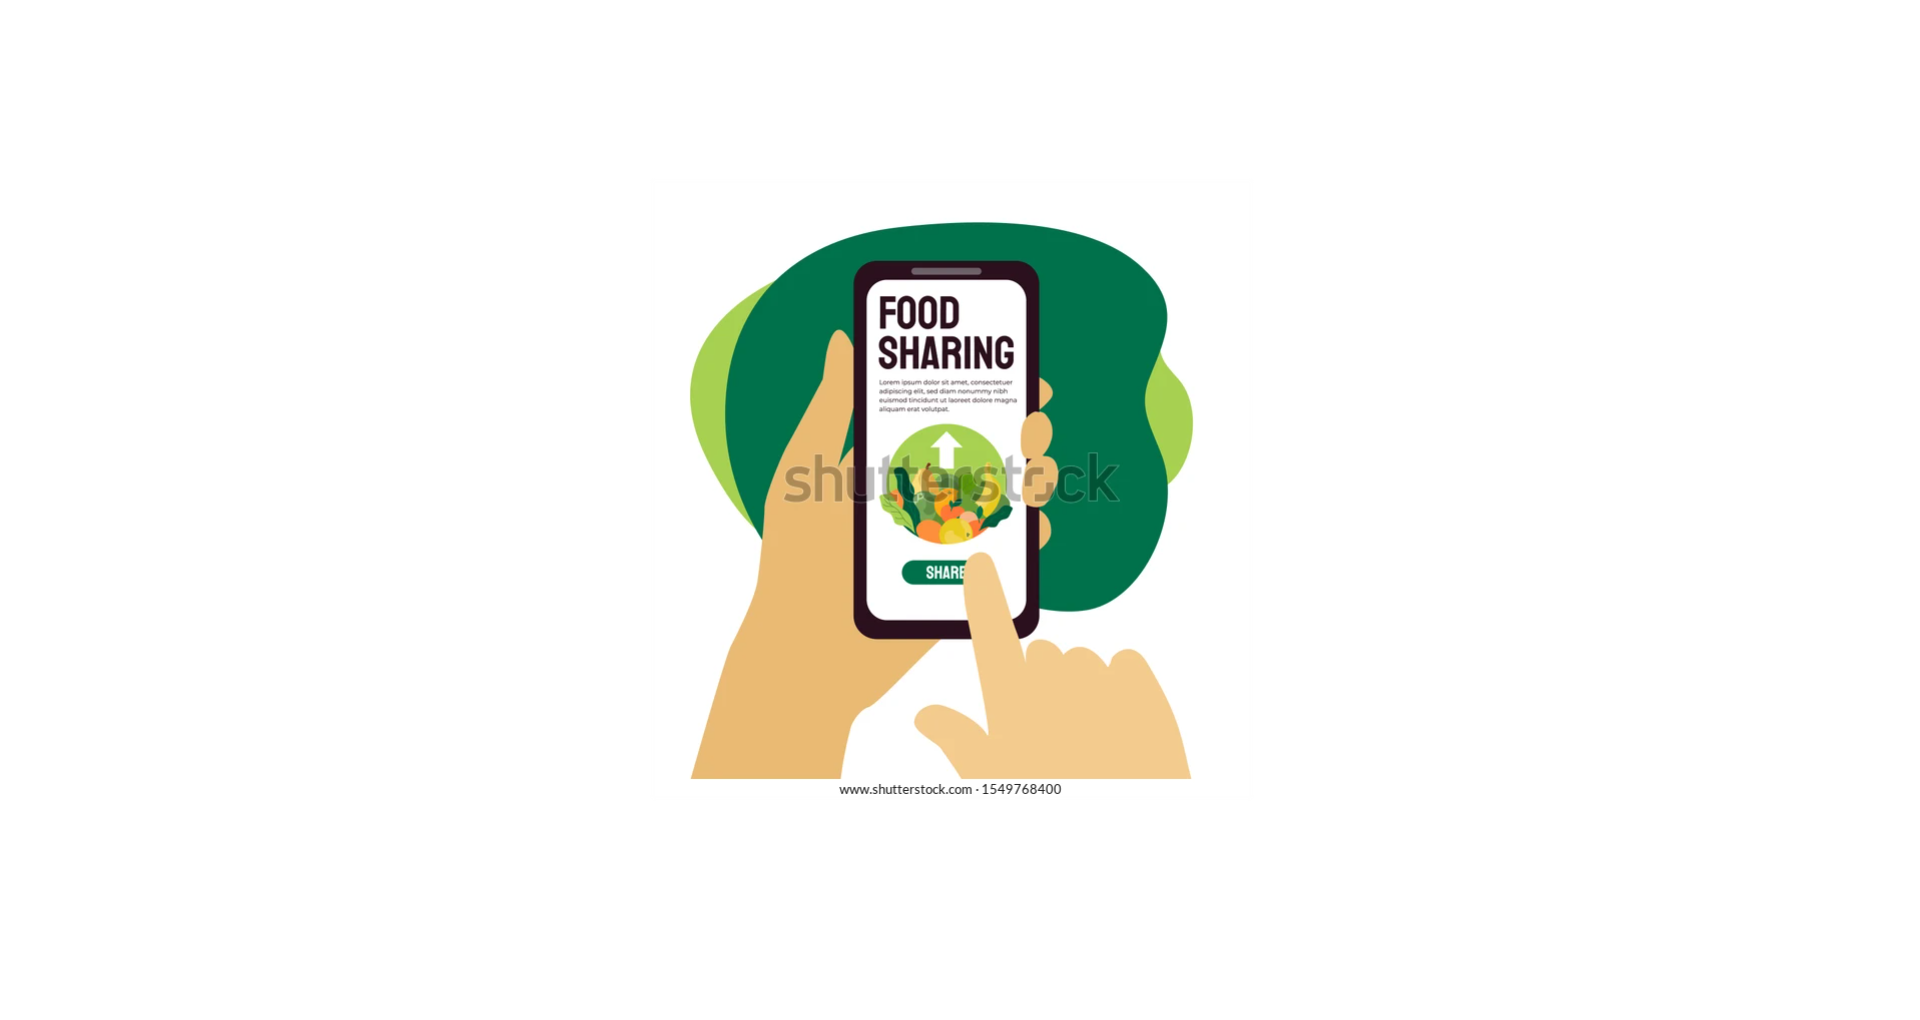 FOOD
SHARING
Lorem ipsum dolor sit amet, consectetuer
adipiscing elit, sed diam nonummy nibh
euismod tincidunt ut laoreet dolore magna
aliquam erat volutpat.
shutterstock
SHARE
www.shutterstock.com · 1549768400